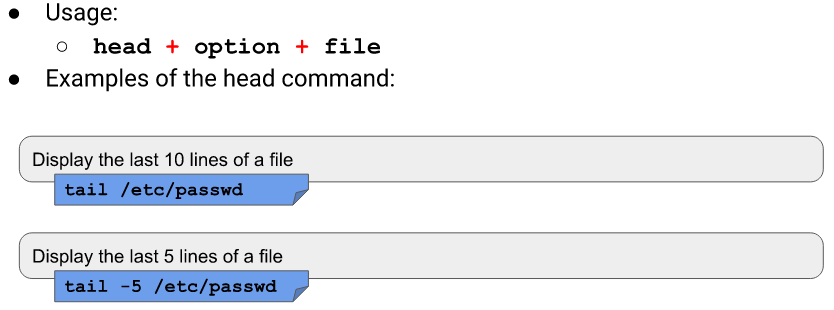 ● Usage:
○ head + option + file
● Examples of the head command:
Display the last 10 lines of a file
tail /etc/passwd
Display the last 5 lines of a file
tail -5 /etc/passwd